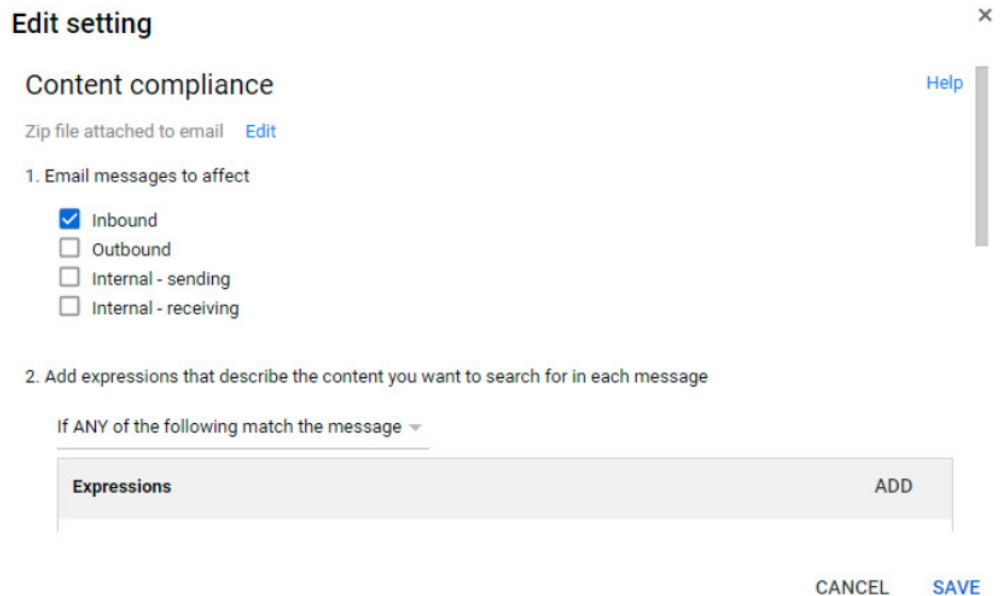 Edit setting
Content compliance
Help
Zip file attached to email Edit
1. Email messages to affect
Inbound
Outbound
Internal - sending
Internal - receiving
2. Add expressions that describe the content you want to search for in each message
If ANY of the following match the message
Expressions ADD
CANCEL SAVE